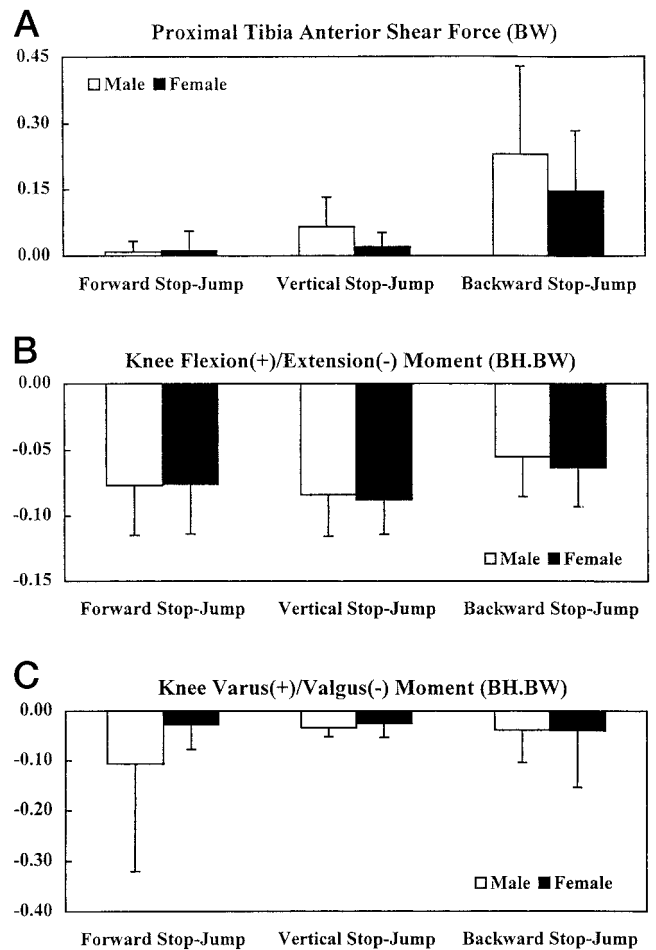 A
Proximal Tibia Anterior Shear Force (BW)
0.45
Male Female
0.30
0.15
0.00
Forward Stop-Jump Vertical Stop-Jump Backward Stop-Jump
B
Knee Flexion(+)/Extension(-) Moment (BH.BW)
0.00
-0.05
-0.10
Male Female
-0.15
Forward Stop-Jump Vertical Stop-Jump Backward Stop-Jump
C
Knee Varus(+)/Valgus(-) Moment (BH.BW)
0.00
-0.10
-0.20
-0.30
Male Female
-0.40
Forward Stop-Jump Vertical Stop-Jump Backward Stop-Jump